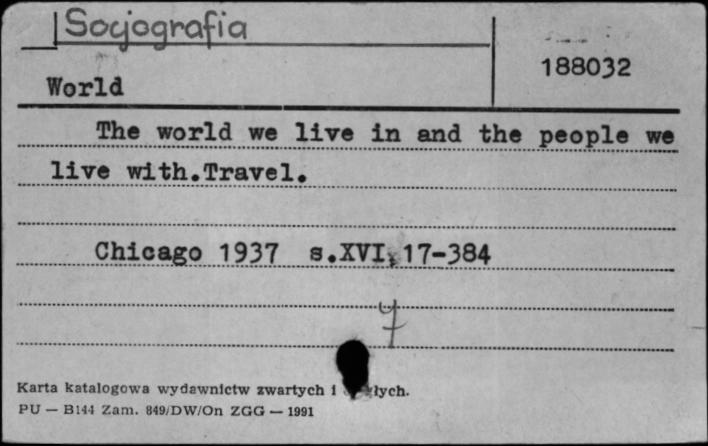 Socjografia
188032
World
The world we live in and the people we
live with.Travel.
Chicago 1937 s.XVI,17-384
Karta katalogowa wydawnictw zwartych i
PU — B144 Zam. 849/DW/On ZGG — 1991